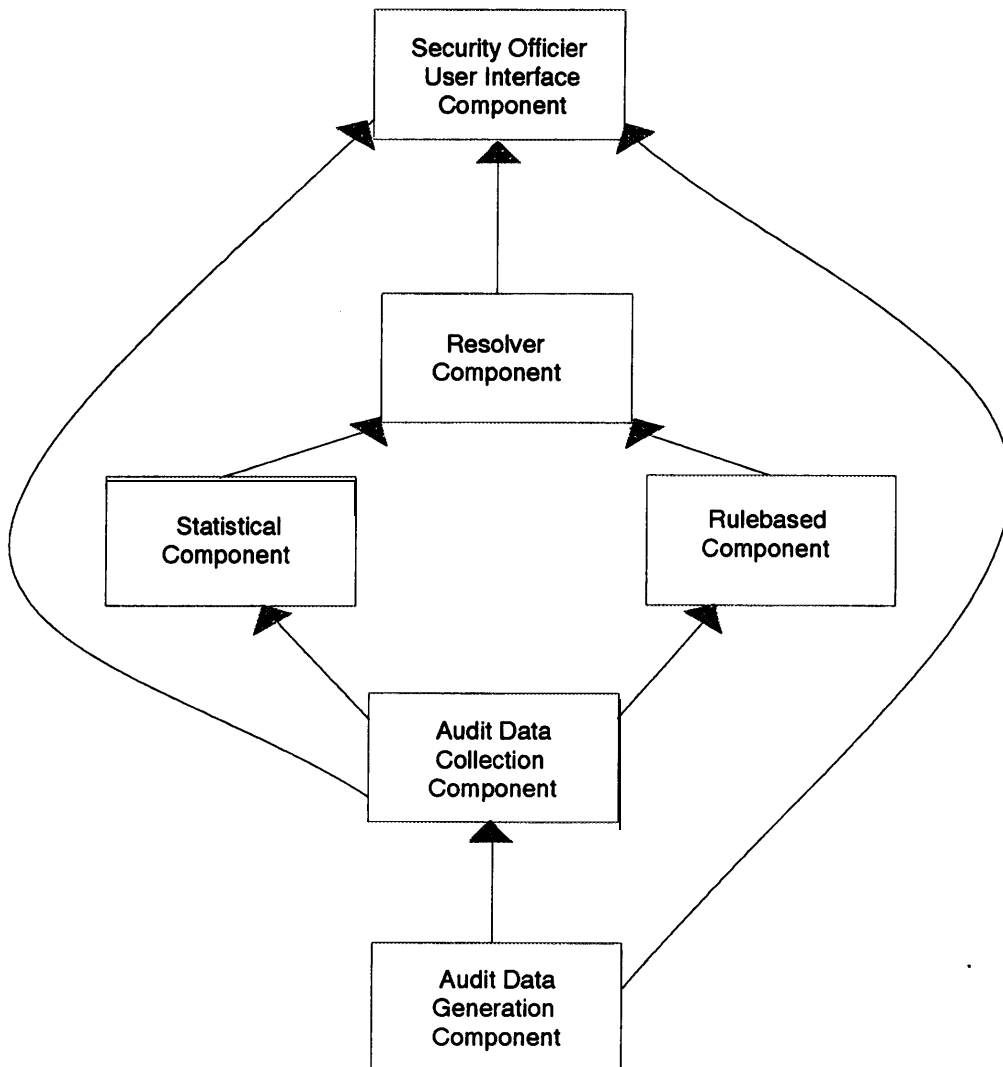 Security Officier
User Interface
Component
Resolver
Component
Statistical
Component
Rulebased
Component
Audit Data
Collection
Component
Audit Data
Generation
Component